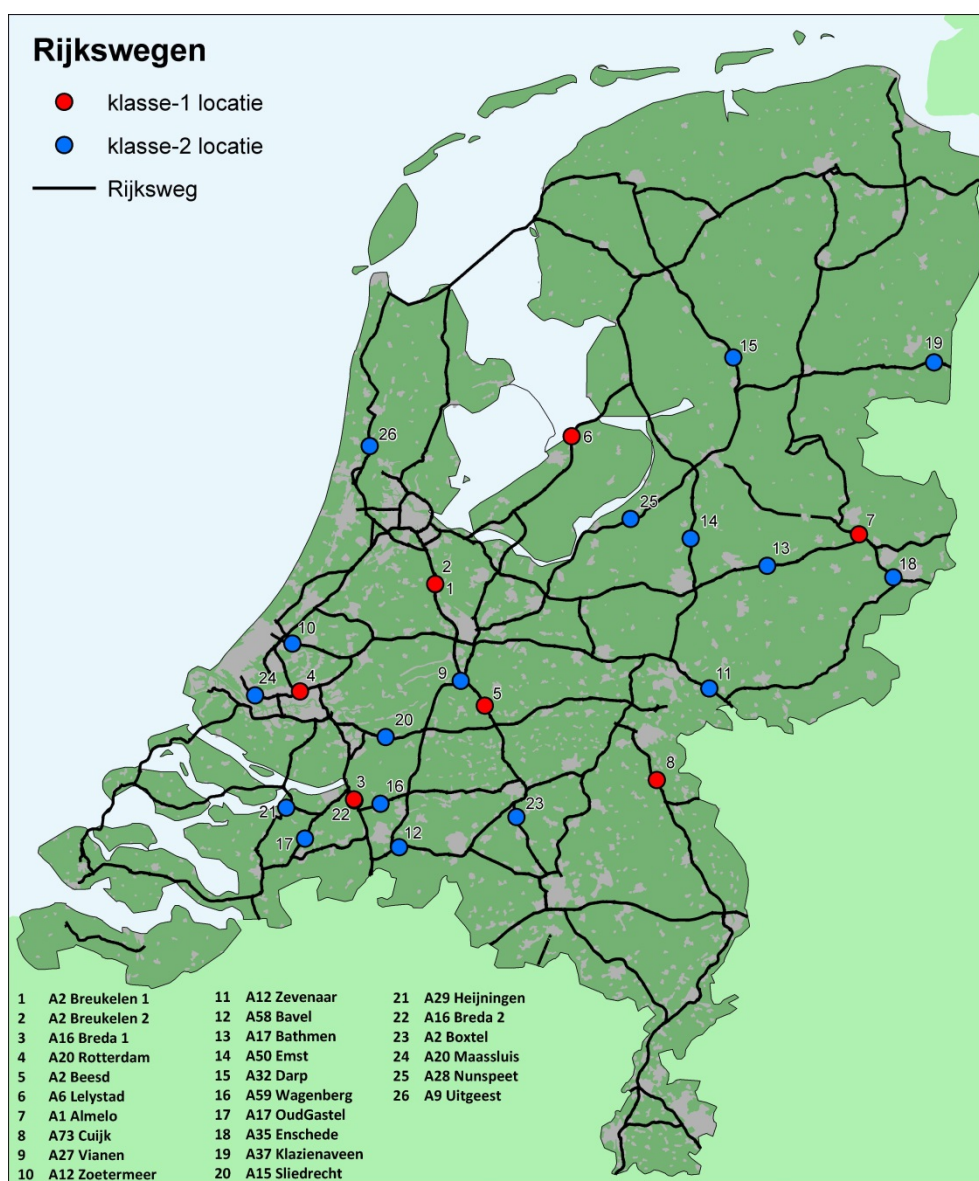 Rijkswegen
klasse-1 locatie
klasse-2 locatie
Rijksweg
15
19
26
6
25
14
7
13
2
1
18
10
24
4
9
5
11
20
8
3
16
22
21
23
17
12
1 A2 Breukelen 1
2 A2 Breukelen 2
3 A16 Breda 1
4 A20 Rotterdam
5 A2 Beesd
6 A6 Lelystad
7 A1 Almelo
8 A73 Cuijk
9 A27 Vianen
10 A12 Zoetermeer
11 A12 Zevenaar
12 A58 Bavel
13 A17 Bathmen
14 A50 Emst
15 A32 Darp
16 A59 Wagenberg
17 A17 OudGastel
18 A35 Enschede
19 A37 Klazienaveen
20 A15 Sliedrecht
21 A29 Heijningen
22 A16 Breda 2
23 A2 Boxtel
24 A20 Maassluis
25 A28 Nunspeet
26 A9 Uitgeest